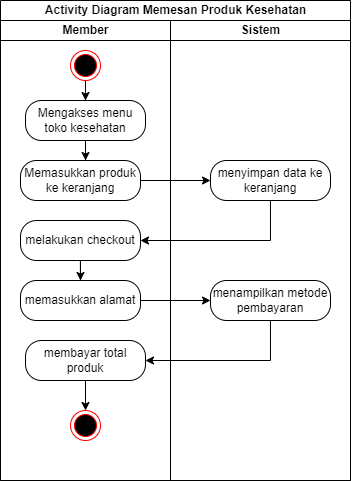 Activity Diagram Memesan Produk Kesehatan
Member
Sistem
Mengakses menu
toko kesehatan
Memasukkan produk
ke keranjang
menyimpan data ke
keranjang
melakukan checkout
memasukkan alamat
menampilkan metode
pembayaran
membayar total
produk